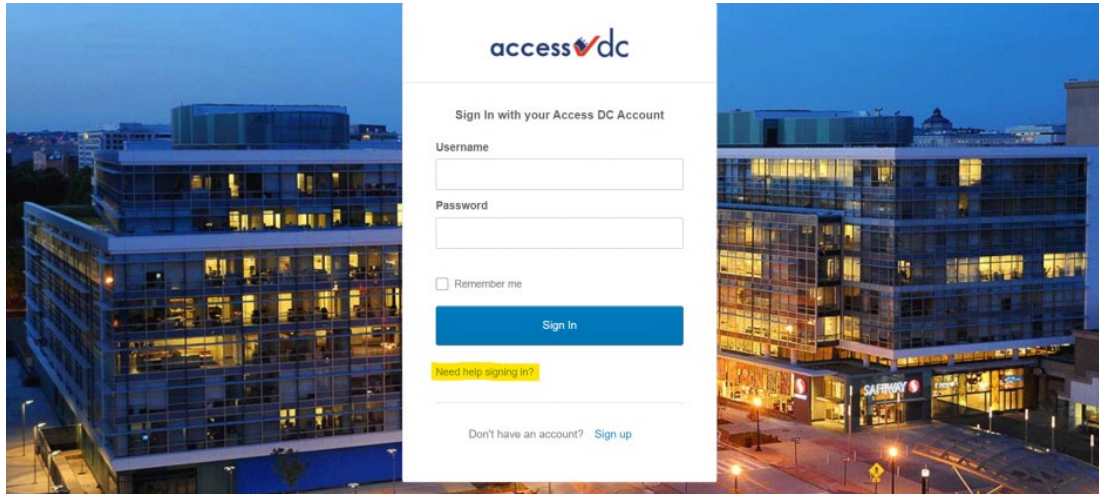 access dc
Sign In with your Access DC Account
Username
Password
Remember me
Sign In
Need help signing in?
Don't have an account? Sign up
SAFEWAY